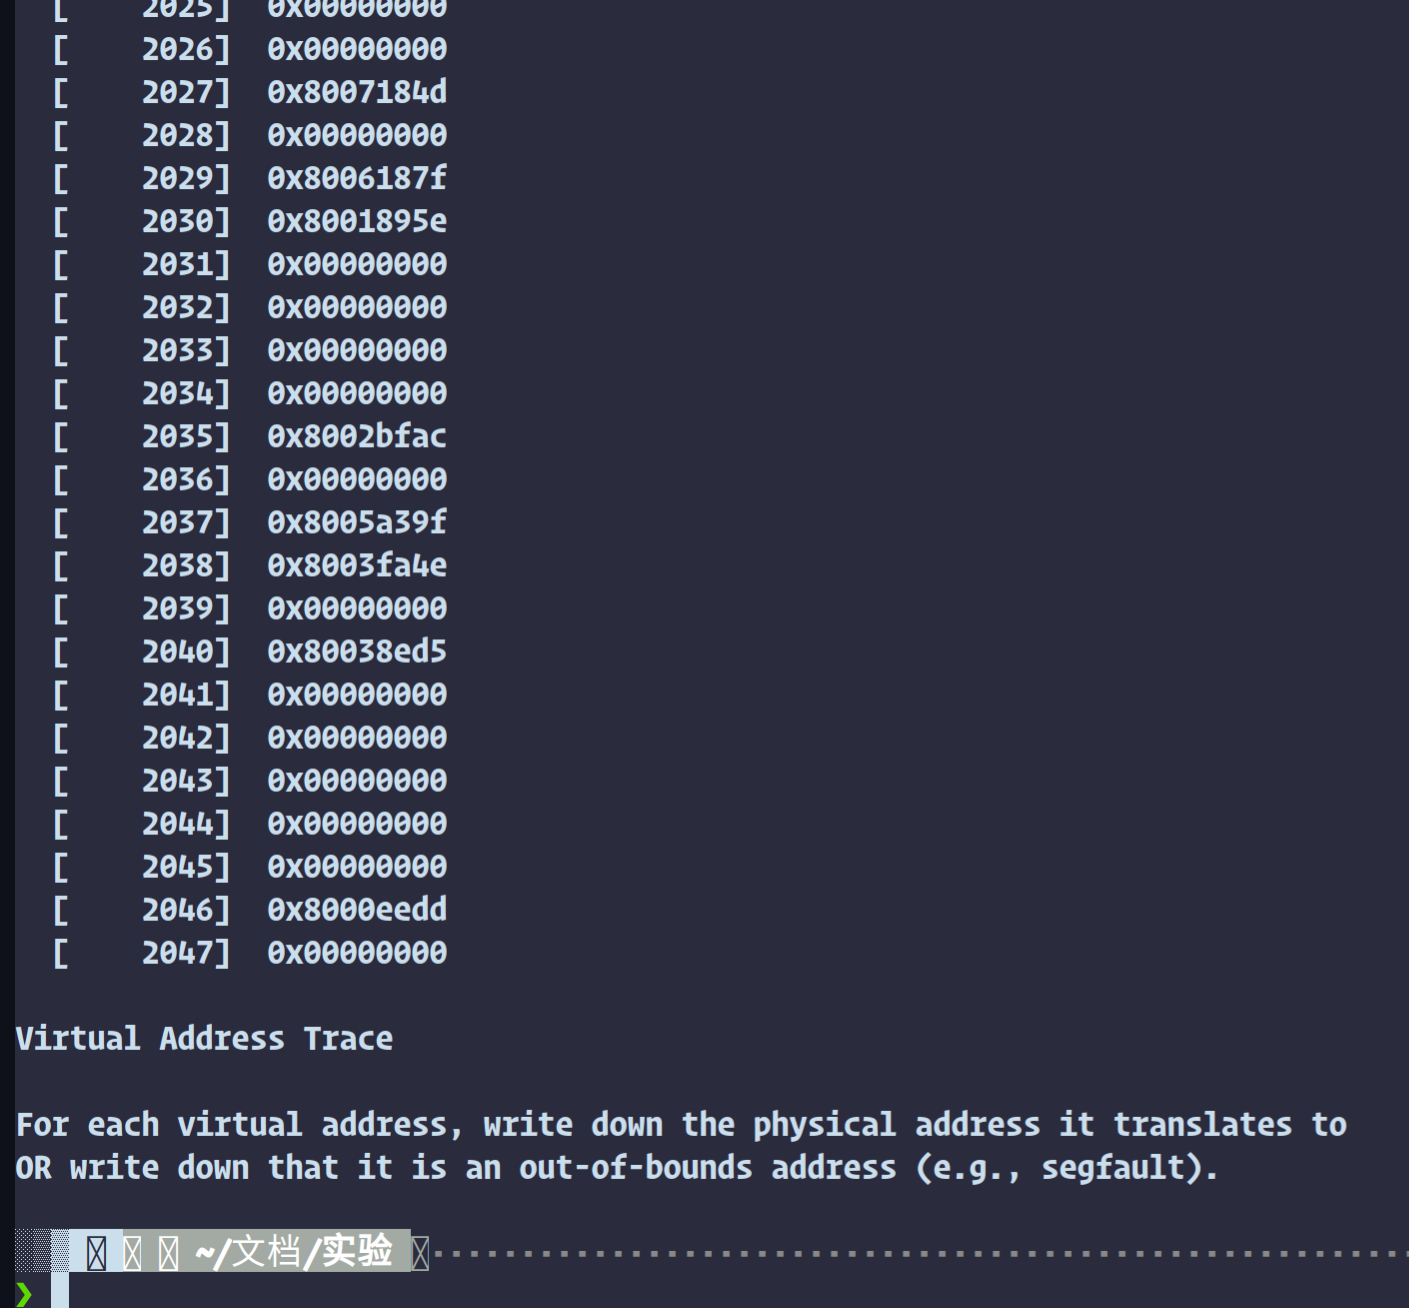 [     2025]  0x00000000
[     2026]  0x00000000
[     2027]  0x8007184d
[     2028]  0x00000000
[     2029]  0x8006187f
[     2030]  0x8001895e
[     2031]  0x00000000
[     2032]  0x00000000
[     2033]  0x00000000
[     2034]  0x00000000
[     2035]  0x8002bfac
[     2036]  0x00000000
[     2037]  0x8005a39f
[     2038]  0x8003fa4e
[     2039]  0x00000000
[     2040]  0x80038ed5
[     2041]  0x00000000
[     2042]  0x00000000
[     2043]  0x00000000
[     2044]  0x00000000
[     2045]  0x00000000
[     2046]  0x8000eedd
[     2047]  0x00000000
Virtual Address Trace
For each virtual address, write down the physical address it translates to
OR write down that it is an out-of-bounds address (e.g., segfault).
~/文档/实验
❯